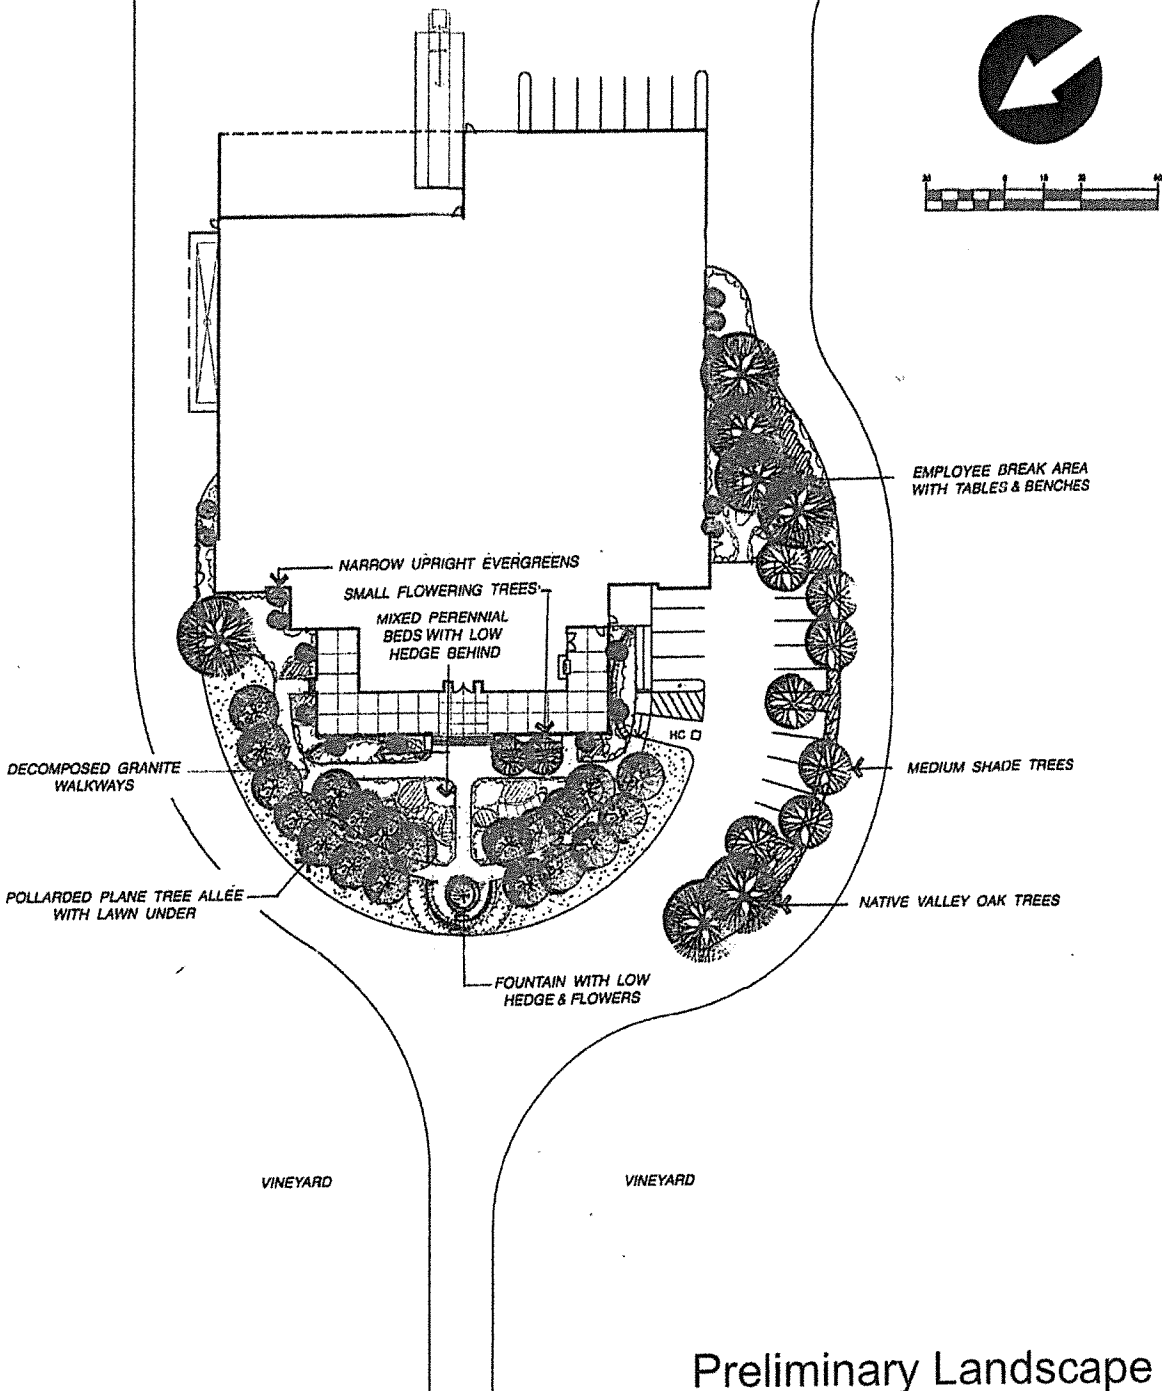 EMPLOYEE BREAK AREA
WITH TABLES & BENCHES
NARROW UPRIGHT EVERGREENS
SMALL FLOWERING TREES
MIXED PERENNIAL
BEDS WITH LOW
HEDGE BEHIND
HC
DECOMPOSED GRANITE
WALKWAYS
MEDIUM SHADE TREES
POLLARDED PLANE TREE ALLÉE
WITH LAWN UNDER
NATIVE VALLEY OAK TREES
FOUNTAIN WITH LOW
HEDGE & FLOWERS
VINEYARD
VINEYARD
Preliminary Landscape